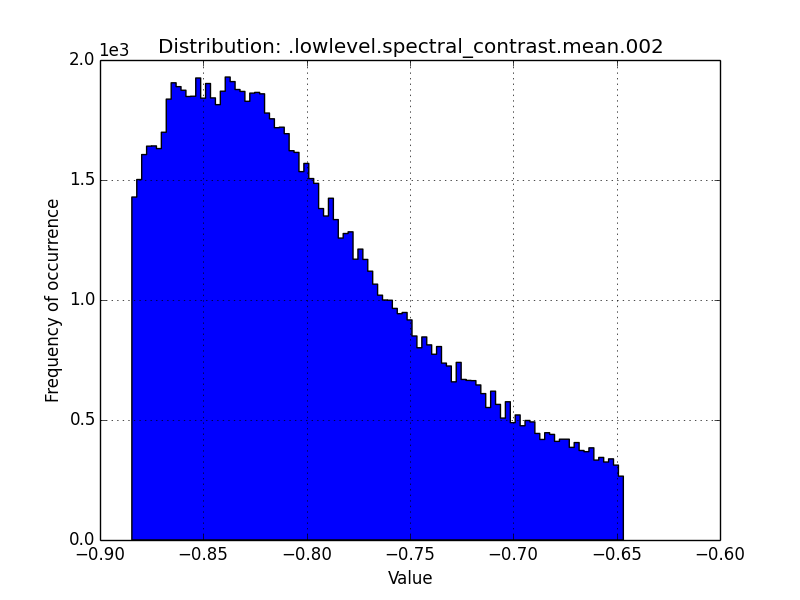 Distribution: .lowlevel.spectral_contrast.mean.002
1e3
2.0
1.5
1.0
0.5
0.0
Frequency of occurrence
−0.90 −0.85 −0.80 −0.75 −0.70 −0.65 −0.60
Value